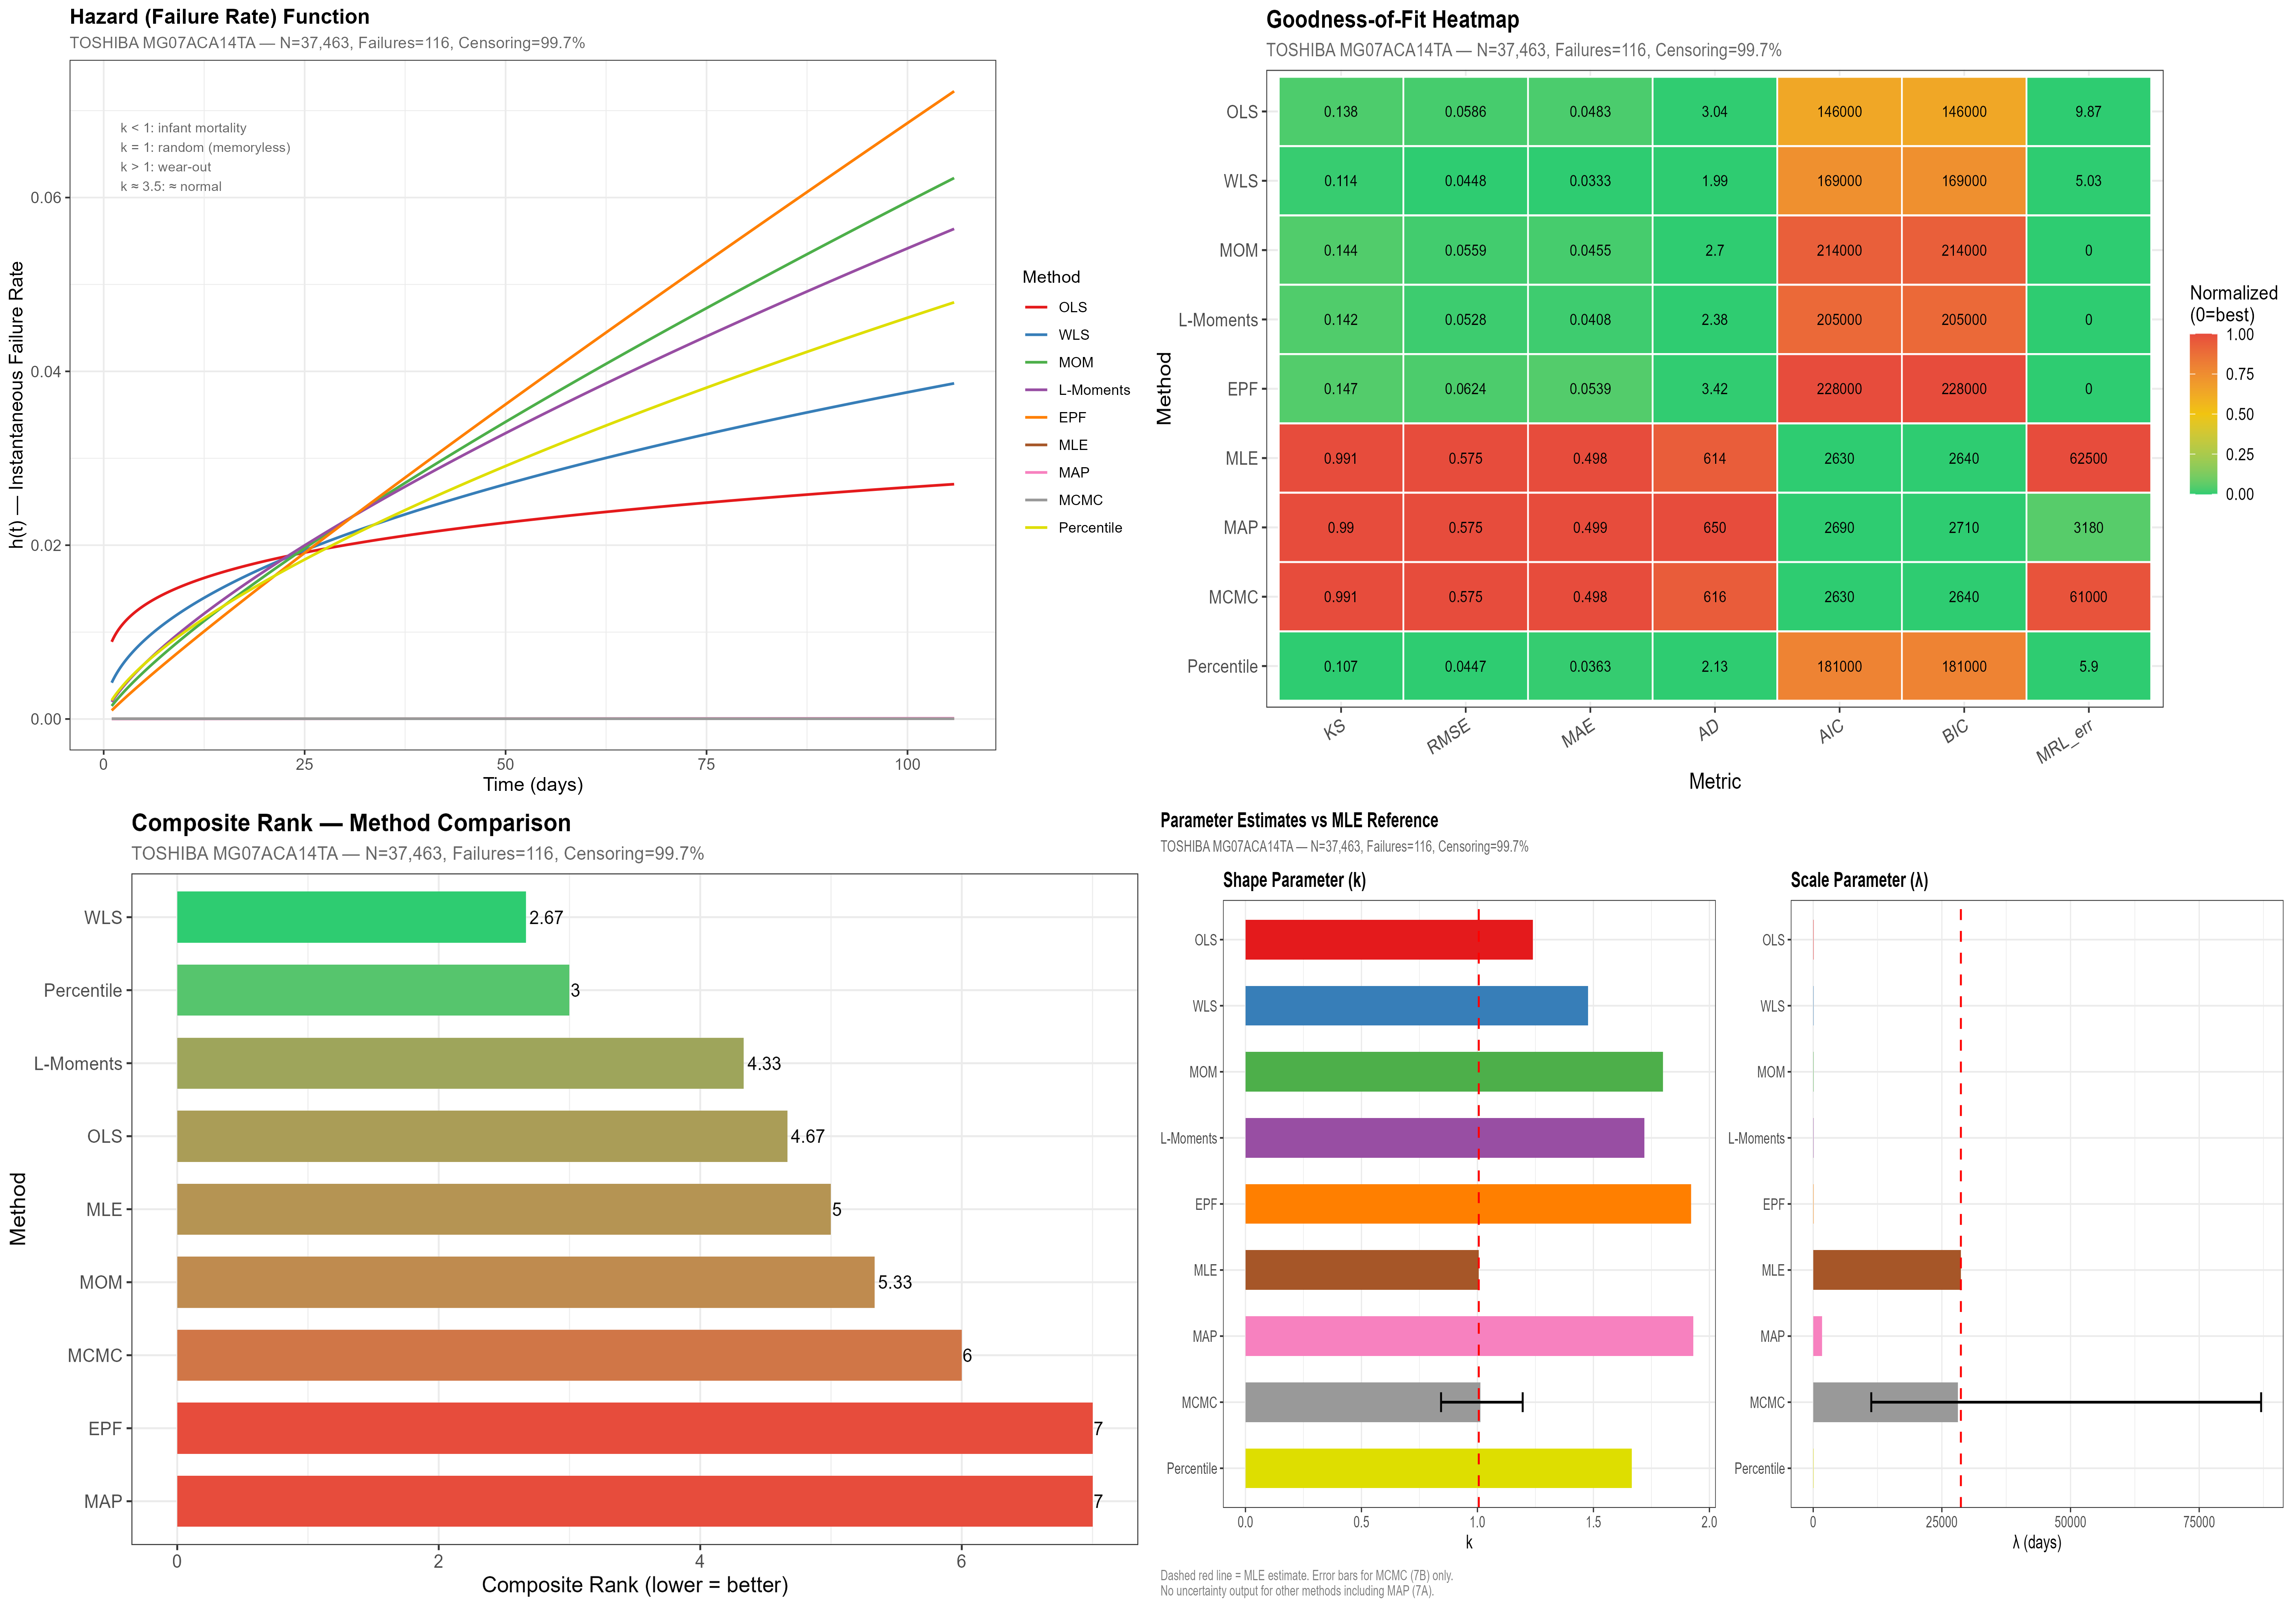 Hazard (Failure Rate) Function
TOSHIBA MG07ACA14TA — N=37,463, Failures=116, Censoring=99.7%
k < 1: infant mortality
k = 1: random (memoryless)
k > 1: wear-out
k ≈ 3.5: ≈ normal
h(t) — Instantaneous Failure Rate
0.06
0.04
0.02
0.00
0 25 50 75 100
Time (days)
Method
OLS
WLS
MOM
L-Moments
EPF
MLE
MAP
MCMC
Percentile
Goodness-of-Fit Heatmap
TOSHIBA MG07ACA14TA — N=37,463, Failures=116, Censoring=99.7%
Method
OLS 0.138 0.0586 0.0483 3.04 146000 146000 9.87
WLS 0.114 0.0448 0.0333 1.99 169000 169000 5.03
MOM 0.144 0.0559 0.0455 2.7 214000 214000 0
L-Moments 0.142 0.0528 0.0408 2.38 205000 205000 0
EPF 0.147 0.0624 0.0539 3.42 228000 228000 0
MLE 0.991 0.575 0.498 614 2630 2640 62500
MAP 0.99 0.575 0.499 650 2690 2710 3180
MCMC 0.991 0.575 0.498 616 2630 2640 61000
Percentile 0.107 0.0447 0.0363 2.13 181000 181000 5.9
KS RMSE MAE AD AIC BIC MRL_err
Metric
Normalized
(0=best)
1.00
0.75
0.50
0.25
0.00
Composite Rank — Method Comparison
TOSHIBA MG07ACA14TA — N=37,463, Failures=116, Censoring=99.7%
Method
WLS 2.67
Percentile 3
L-Moments 4.33
OLS 4.67
MLE 5
MOM 5.33
MCMC 6
EPF 7
MAP 7
0 2 4 6
Composite Rank (lower = better)
Parameter Estimates vs MLE Reference
TOSHIBA MG07ACA14TA — N=37,463, Failures=116, Censoring=99.7%
Shape Parameter (k)
OLS
WLS
MOM
L-Moments
EPF
MLE
MAP
MCMC
Percentile
0.0 0.5 1.0 1.5 2.0
k
Scale Parameter (λ)
OLS
WLS
MOM
L-Moments
EPF
MLE
MAP
MCMC
Percentile
0 25000 50000 75000
λ (days)
Dashed red line = MLE estimate. Error bars for MCMC (7B) only.
No uncertainty output for other methods including MAP (7A).